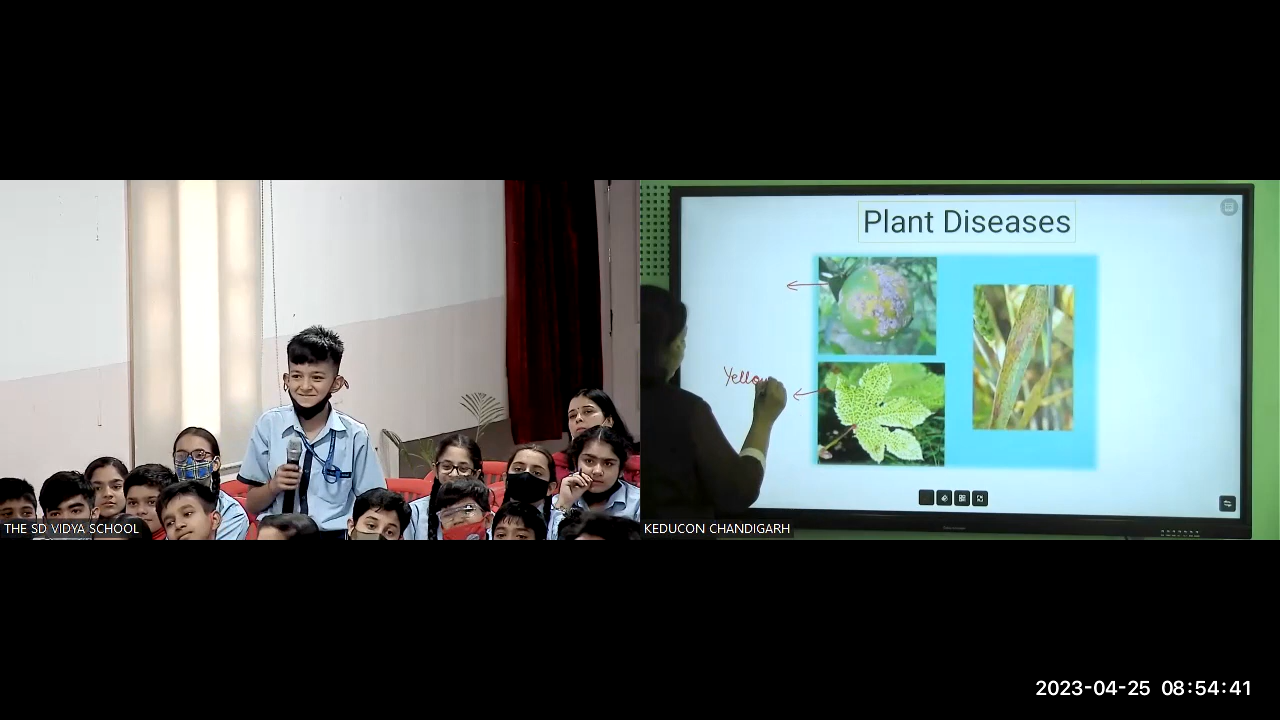 Plant Diseases
Yellow
THE SD VIDYA SCHOOL
KEDUCON CHANDIGARH
2023-04-25 08:54:41